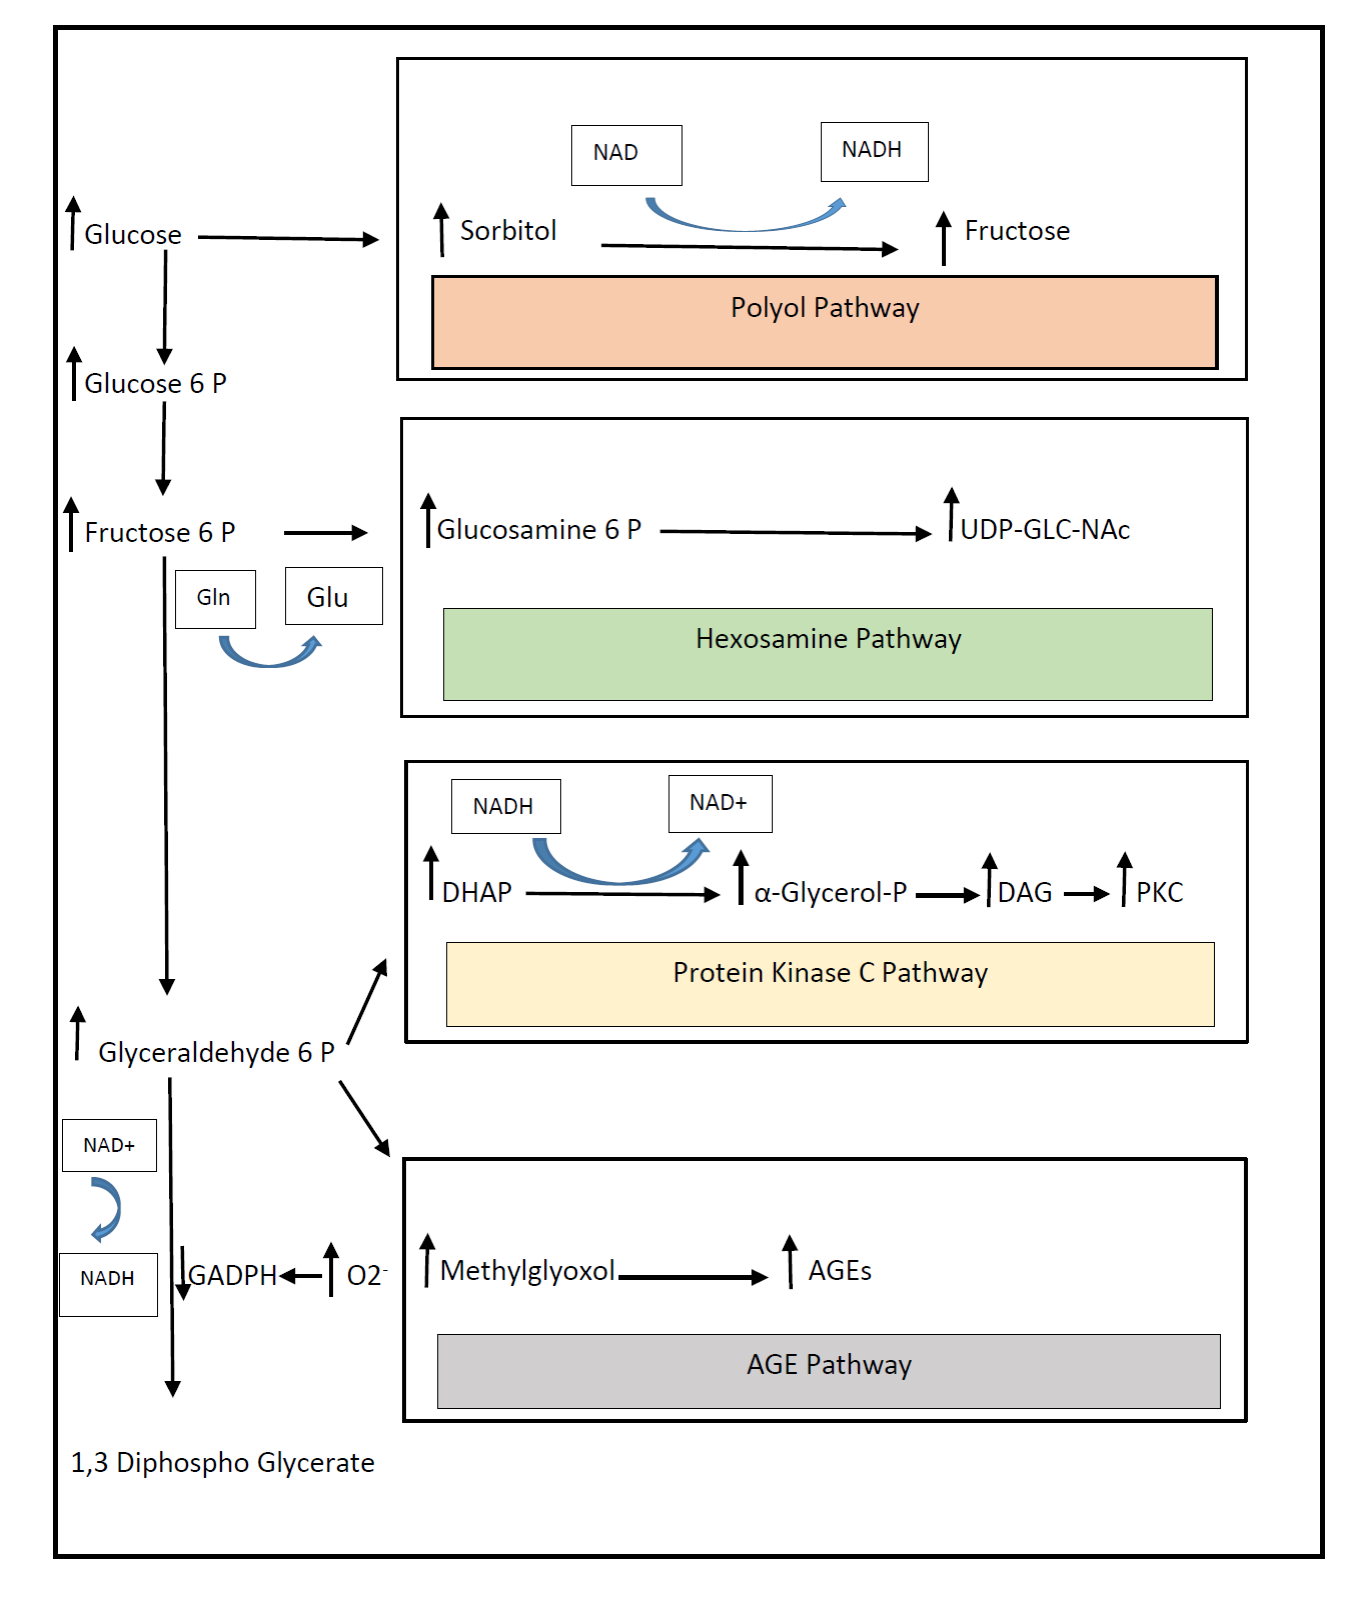 NAD
NADH
Glucose
Sorbitol
Fructose
Polyol Pathway
Glucose 6 P
Fructose 6 P
Glucosamine 6 P
UDP-GLC-NAc
Gln
Glu
Hexosamine Pathway
NADH
NAD+
DHAP
α-Glycerol-P
DAG
PKC
Protein Kinase C Pathway
Glyceraldehyde 6 P
NAD+
NADH
GADPH
O2-
Methylglyoxol
AGEs
AGE Pathway
1,3 Diphospho Glycerate